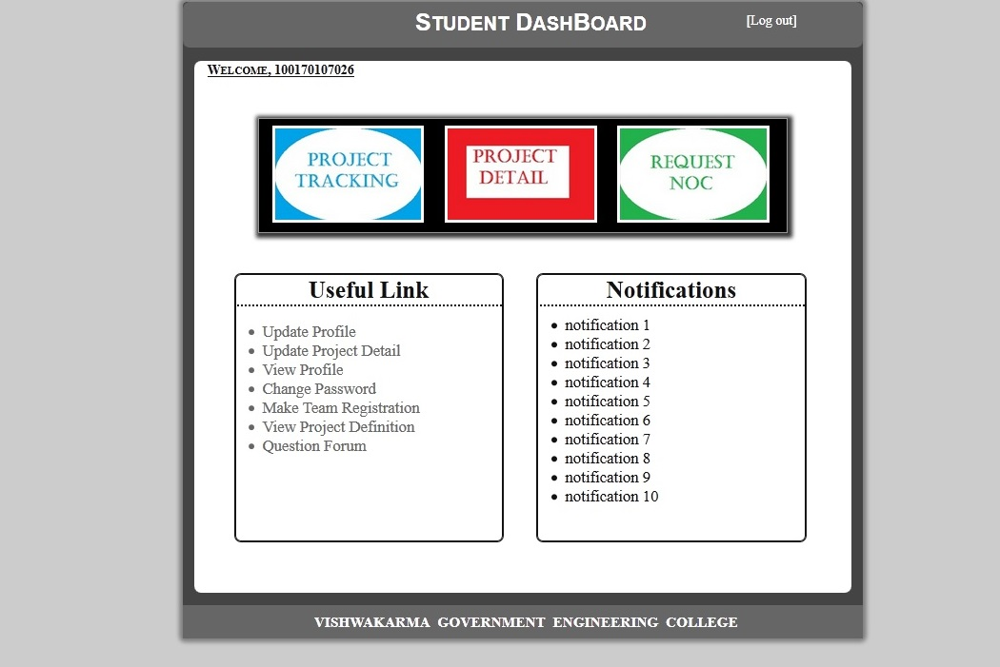 STUDENT DASHBOARD
[Log out]
WELCOME, 100170107026
PROJECT
TRACKING
PROJECT
DETAIL
REQUEST
NOC
Useful Link
Update Profile
Update Project Detail
View Profile
Change Password
Make Team Registration
View Project Definition
Question Forum
Notifications
notification 1
notification 2
notification 3
notification 4
notification 5
notification 6
notification 7
notification 8
notification 9
notification 10
VISHWAKARMA GOVERNMENT ENGINEERING COLLEGE